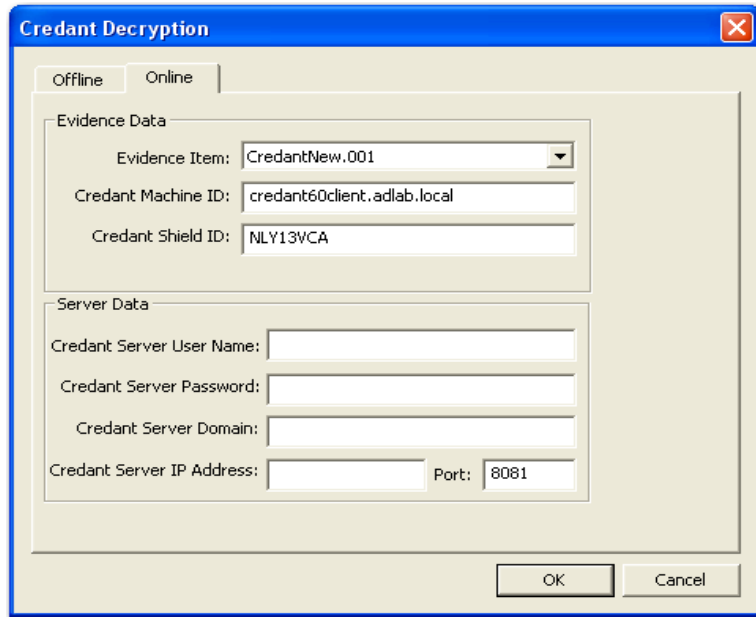 Credant Decryption
Offline Online
Evidence Data
Evidence Item: CredantNew.001
Credant Machine ID: credant60client.adlab.local
Credant Shield ID: NLY13VCA
Server Data
Credant Server User Name:
Credant Server Password:
Credant Server Domain:
Credant Server IP Address: Port: 8081
OK Cancel